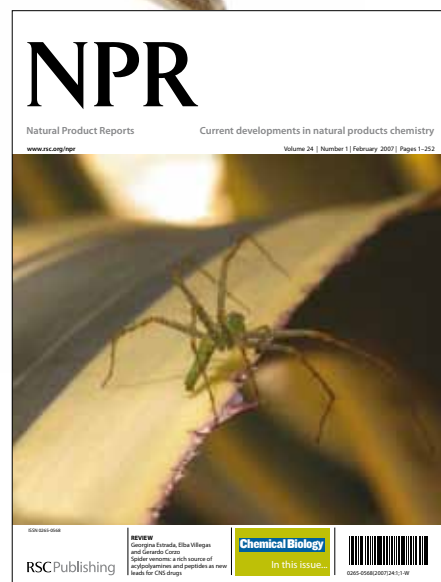 NPR
Natural Product Reports Current developments in natural products chemistry
www.rsc.org/npr Volume 24 | Number 1 | February 2007 | Pages 1–252
ISSN 0265-0568
REVIEW
Georgina Estrada, Elba Villegas
and Gerardo Corzo
Spider venoms: a rich source of
acylpolyamines and peptides as new
leads for CNS drugs
RSCPublishing
Chemical Biology
In this issue...
0265-0568(2007)24:1;1-W